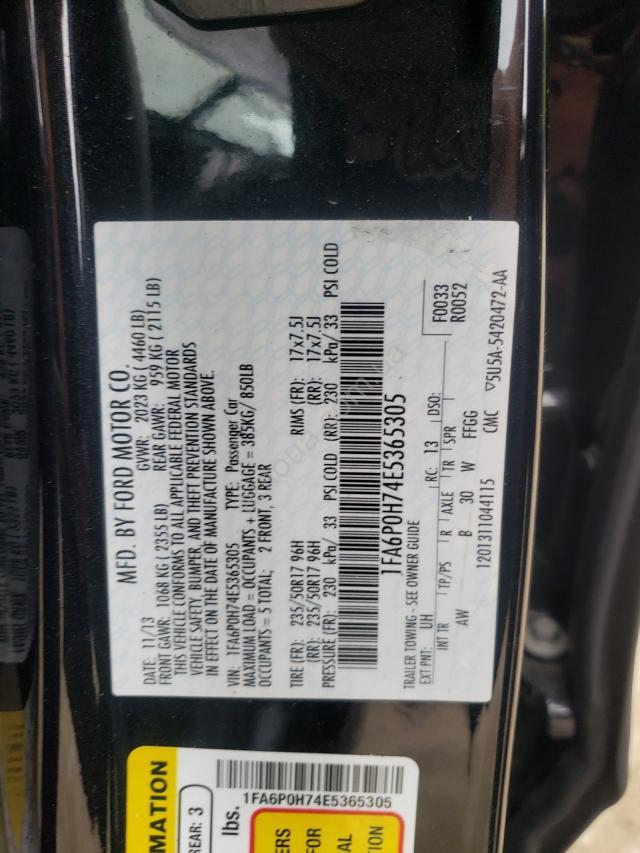 MFD. BY FORD MOTOR CO.
DATE: 11/13 GVWR: 2023 KG ( 4460 LB)
FRONT GAWR: 1068 KG ( 2355 LB) REAR GAWR: 959 KG ( 2115 LB)
THIS VEHICLE CONFORMS TO ALL APPLICABLE FEDERAL MOTOR
VEHICLE SAFETY, BUMPER, AND THEFT PREVENTION STANDARDS
IN EFFECT ON THE DATE OF MANUFACTURE SHOWN ABOVE.
VIN: 1FA6P0H74E5365305 TYPE: Passenger Car
MAXIMUM LOAD = OCCUPANTS + LUGGAGE = 385KG/ 850LB
OCCUPANTS = 5 TOTAL; 2 FRONT, 3 REAR
TIRE (FR): 235/50R17 96H RIMS (FR): 17x7.5J
(RR): 235/50R17 96H (RR): 17x7.5J
PRESSURE (FR): 230 kPa/ 33 PSI COLD (RR): 230 kPa/ 33 PSI COLD
1FA6P0H74E5365305
TRAILER TOWING - SEE OWNER GUIDE
EXT PNT: UH RC: 13 DSO: F0033
R0052
INT TR TP/PS R AXLE TR SPR
AW B 30 W FFGG
1201311044115 CMC ▽5U5A-5420472-AA
MATION
REAR: 3
lbs.
1FA6P0H74E5365305
ERS
FOR
AL
ION